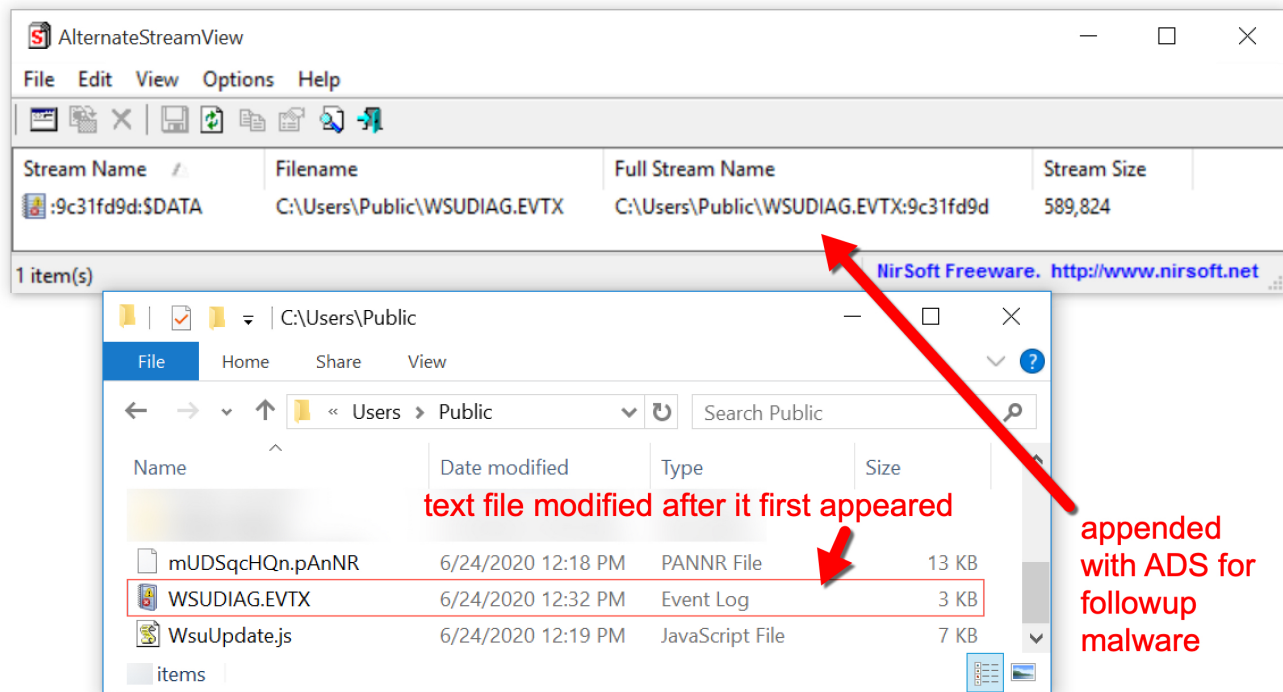 AlternateStreamView
File Edit View Options Help
Stream Name Filename Full Stream Name Stream Size
:9c31fd9d:$DATA C:\Users\Public\WSUDIAG.EVTX C:\Users\Public\WSUDIAG.EVTX:9c31fd9d 589,824
1 item(s) NirSoft Freeware. http://www.nirsoft.net
C:\Users\Public
File Home Share View
« Users > Public Search Public
Name Date modified Type Size
text file modified after it first appeared
mUDSqcHQn.pAnNR 6/24/2020 12:18 PM PANNR File 13 KB
WSUDIAG.EVTX 6/24/2020 12:32 PM Event Log 3 KB
WsuUpdate.js 6/24/2020 12:19 PM JavaScript File 7 KB
items
appended
with ADS for
followup
malware